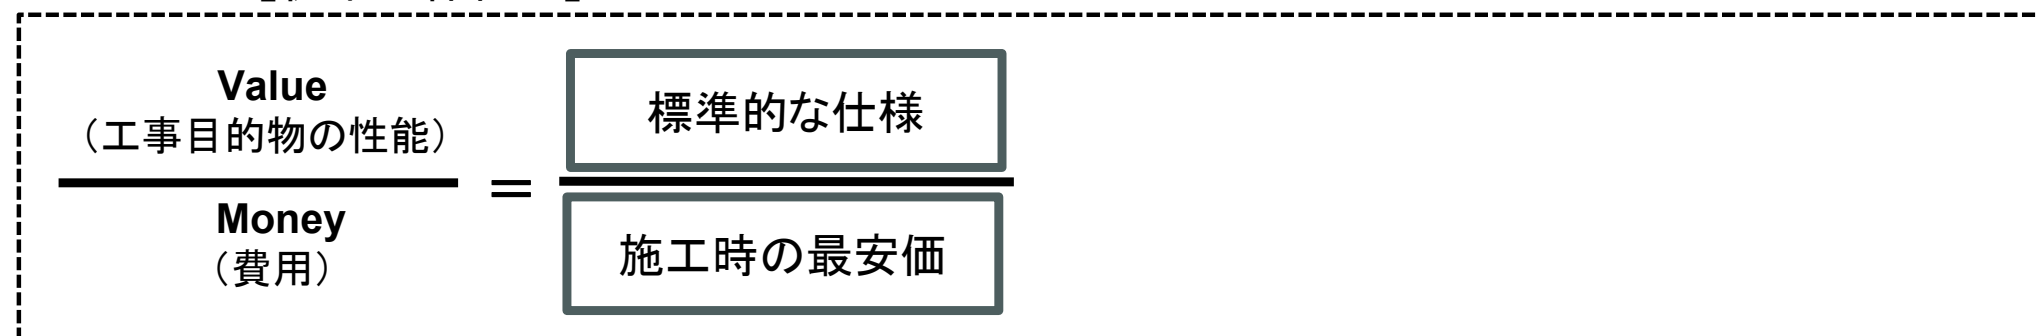 Value
（工事目的物の性能）
Money
（費用）
＝
標準的な仕様
施工時の最安価